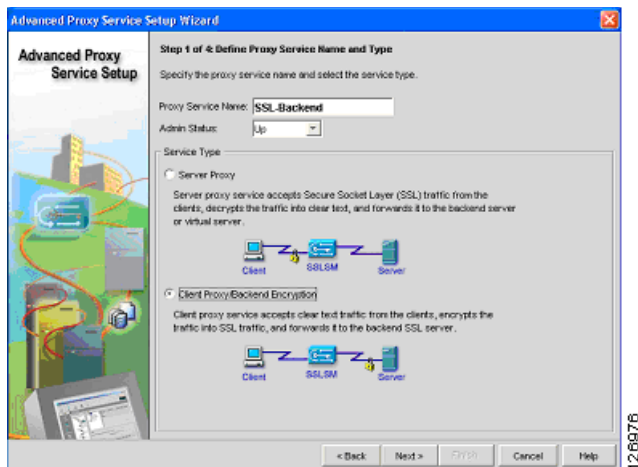 Advanced Proxy Service Setup Wizard
Advanced Proxy
Service Setup
Step 1 of 4: Define Proxy Service Name and Type
Specify the proxy service name and select the service type.
Proxy Service Name: SSL-Backend
Admin Status: Up
Service Type
Server Proxy
Server proxy service accepts Secure Socket Layer (SSL) traffic from the
clients, decrypts the traffic into clear text, and forwards it to the backend server
or virtual server.
Client SSLSM Server
Client Proxy/Backend Encryption
Client proxy service accepts clear text traffic from the clients, encrypts the
traffic into SSL traffic, and forwards it to the backend SSL server.
Client SSLSM Server
< Back Next > Finish Cancel Help
126976